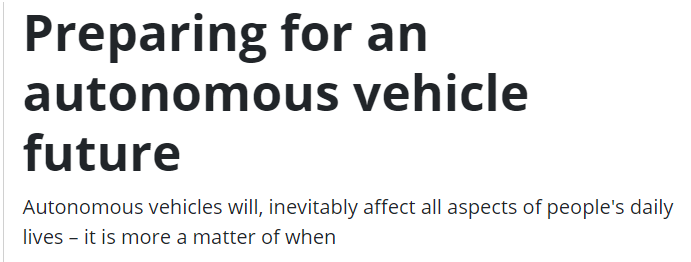 Preparing for an
autonomous vehicle
future
Autonomous vehicles will, inevitably affect all aspects of people's daily
lives – it is more a matter of when